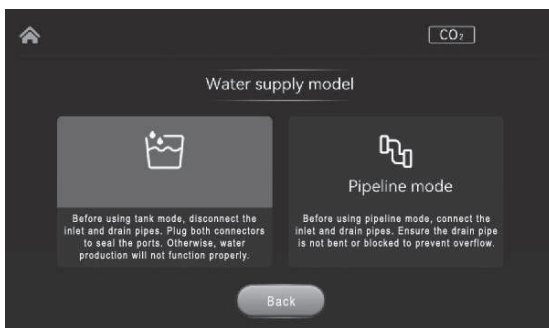 CO₂
Water supply model
Pipeline mode
Before using tank mode, disconnect the
inlet and drain pipes. Plug both connectors
to seal the ports. Otherwise, water
production will not function properly.
Before using pipeline mode, connect the
inlet and drain pipes. Ensure the drain pipe
is not bent or blocked to prevent overflow.
Back